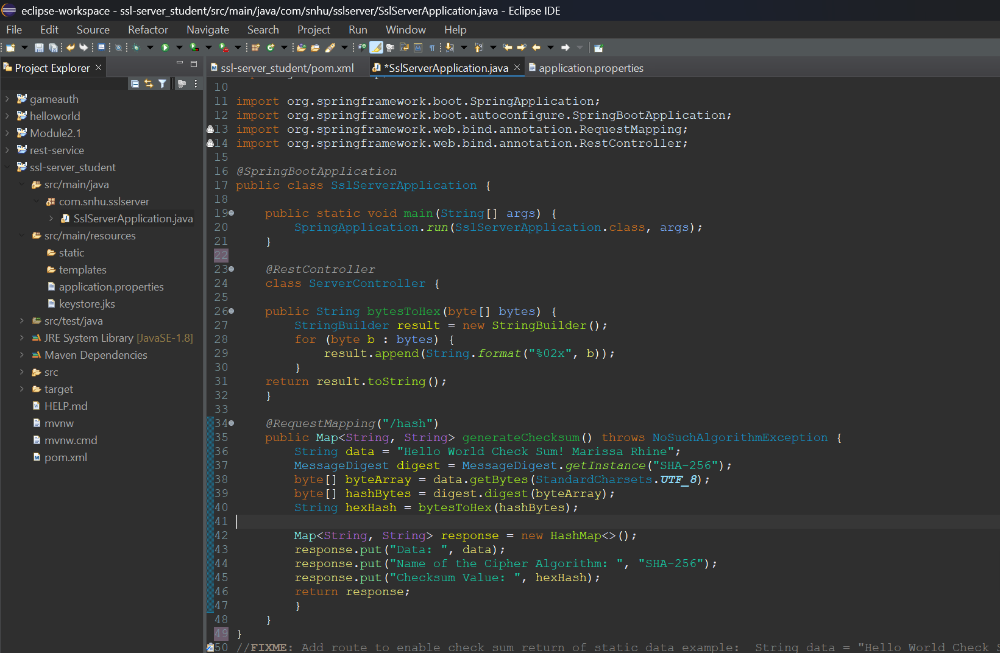 eclipse-workspace - ssl-server_student/src/main/java/com/snhu/sslserver/SslServerApplication.java - Eclipse IDE
File Edit Source Refactor Navigate Search Project Run Window Help
Project Explorer
gameauth
helloworld
Module2.1
rest-service
ssl-server_student
src/main/java
com.snhu.sslserver
SslServerApplication.java
src/main/resources
static
templates
application.properties
keystore.jks
src/test/java
JRE System Library [JavaSE-1.8]
Maven Dependencies
src
target
HELP.md
mvnw
mvnw.cmd
pom.xml
ssl-server_student/pom.xml *SslServerApplication.java application.properties
10
11 import org.springframework.boot.SpringApplication;
12 import org.springframework.boot.autoconfigure.SpringBootApplication;
13 import org.springframework.web.bind.annotation.RequestMapping;
14 import org.springframework.web.bind.annotation.RestController;
15
16 @SpringBootApplication
17 public class SslServerApplication {
18
19 public static void main(String[] args) {
20 SpringApplication.run(SslServerApplication.class, args);
21 }
22
23 @RestController
24 class ServerController {
25
26 public String bytesToHex(byte[] bytes) {
27 StringBuilder result = new StringBuilder();
28 for (byte b : bytes) {
29 result.append(String.format("%02x", b));
30 }
31 return result.toString();
32 }
33
34 @RequestMapping("/hash")
35 public Map<String, String> generateChecksum() throws NoSuchAlgorithmException {
36 String data = "Hello World Check Sum! Marissa Rhine";
37 MessageDigest digest = MessageDigest.getInstance("SHA-256");
38 byte[] byteArray = data.getBytes(StandardCharsets.UTF_8);
39 byte[] hashBytes = digest.digest(byteArray);
40 String hexHash = bytesToHex(hashBytes);
41
42 Map<String, String> response = new HashMap<>();
43 response.put("Data: ", data);
44 response.put("Name of the Cipher Algorithm: ", "SHA-256");
45 response.put("Checksum Value: ", hexHash);
46 return response;
47 }
48 }
49 }
50 //FIXME: Add route to enable check sum return of static data example: String data = "Hello World Check